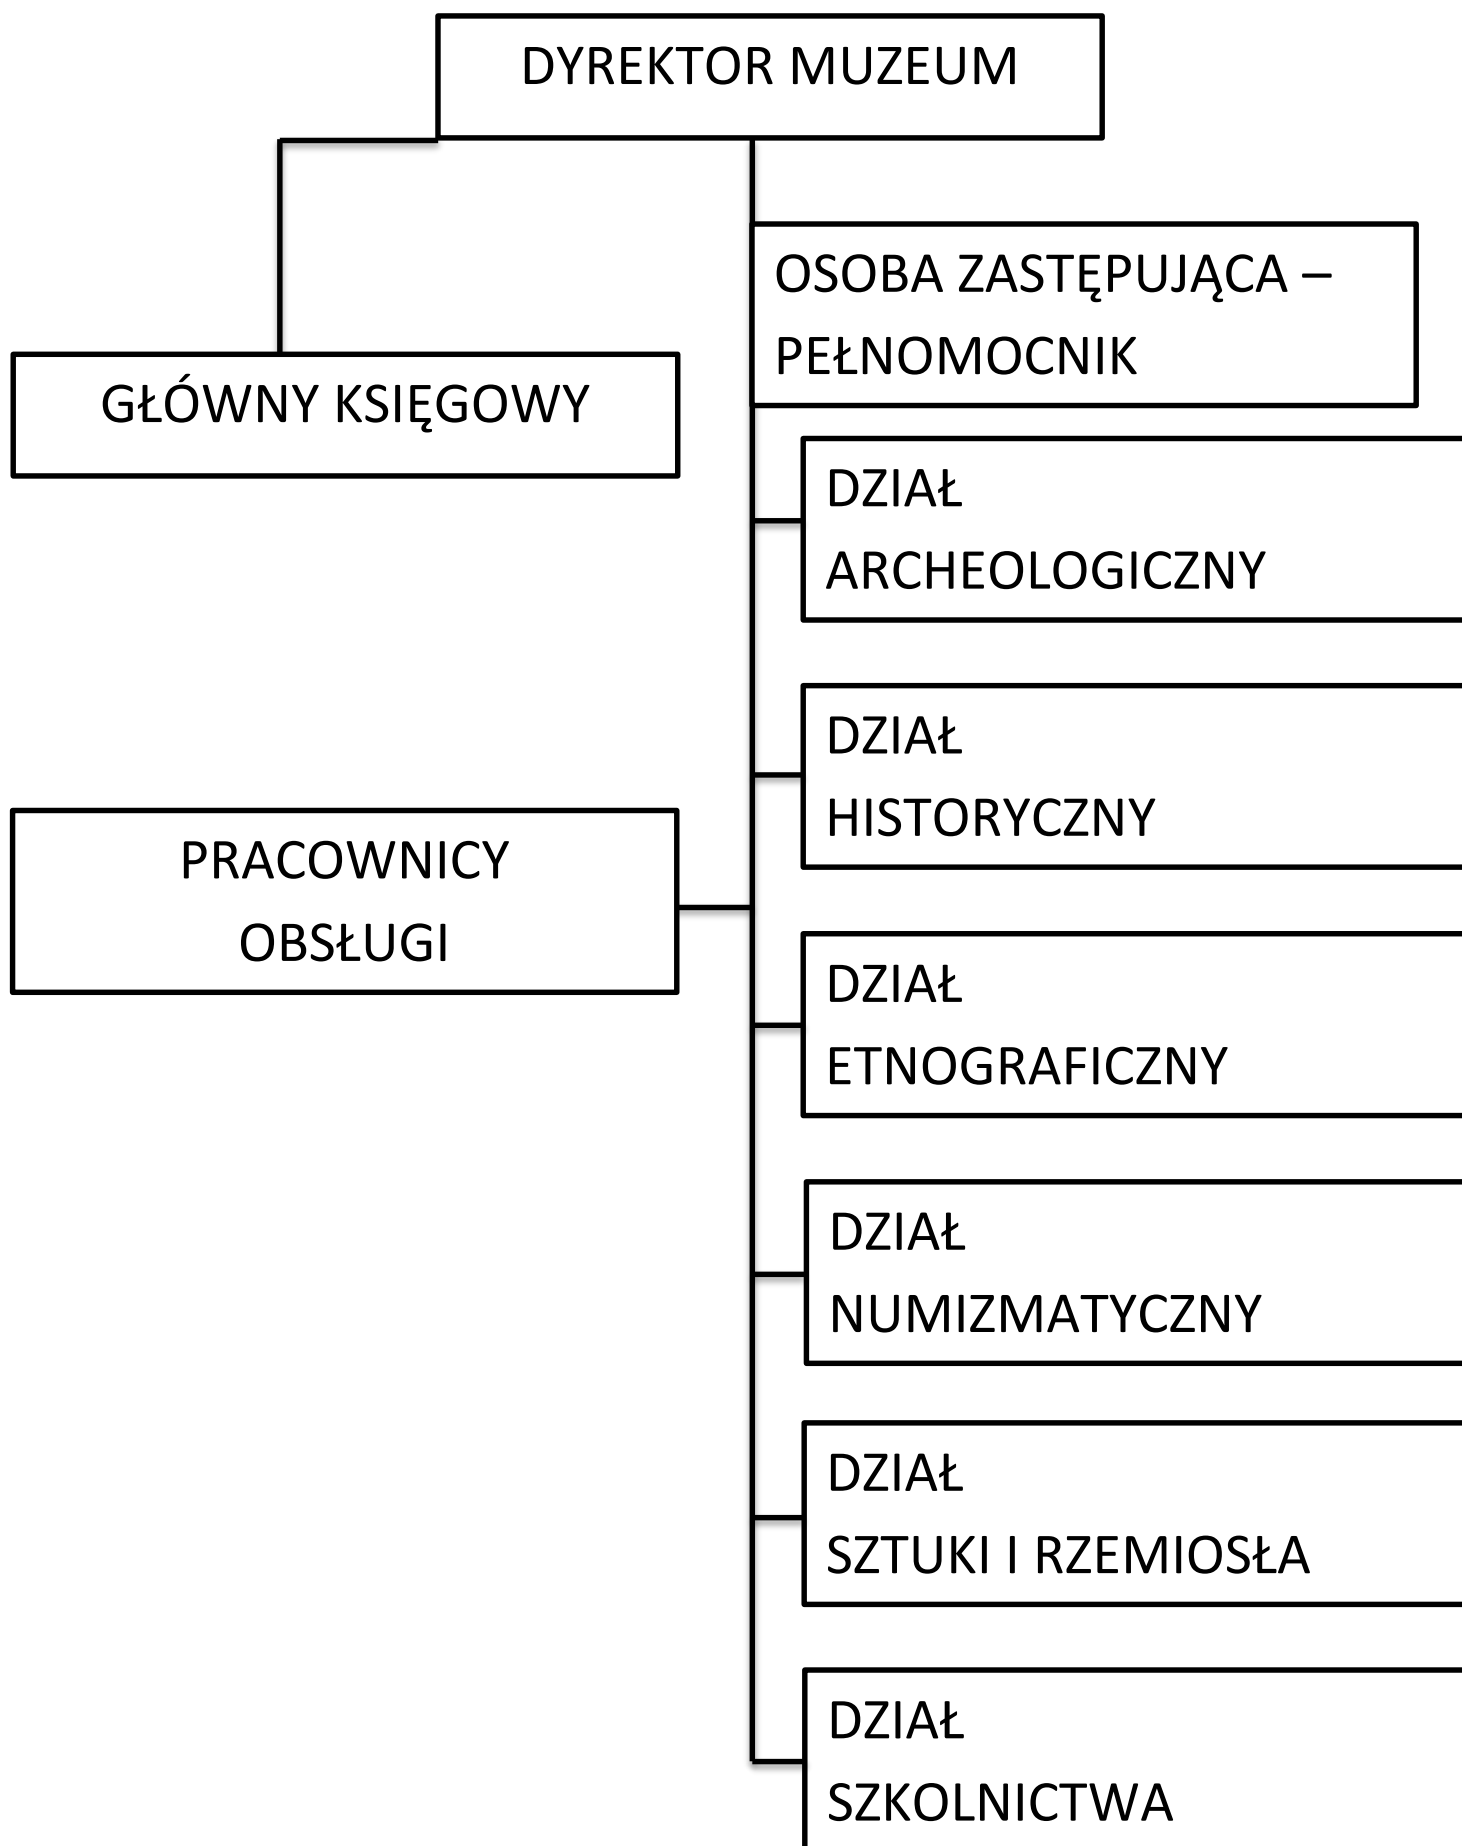 DYREKTOR MUZEUM
OSOBA ZASTĘPUJĄCA –
PEŁNOMOCNIK
GŁÓWNY KSIĘGOWY
DZIAŁ
ARCHEOLOGICZNY
DZIAŁ
HISTORYCZNY
PRACOWNICY
OBSŁUGI
DZIAŁ
ETNOGRAFICZNY
DZIAŁ
NUMIZMATYCZNY
DZIAŁ
SZTUKI I RZEMIOSŁA
DZIAŁ
SZKOLNICTWA